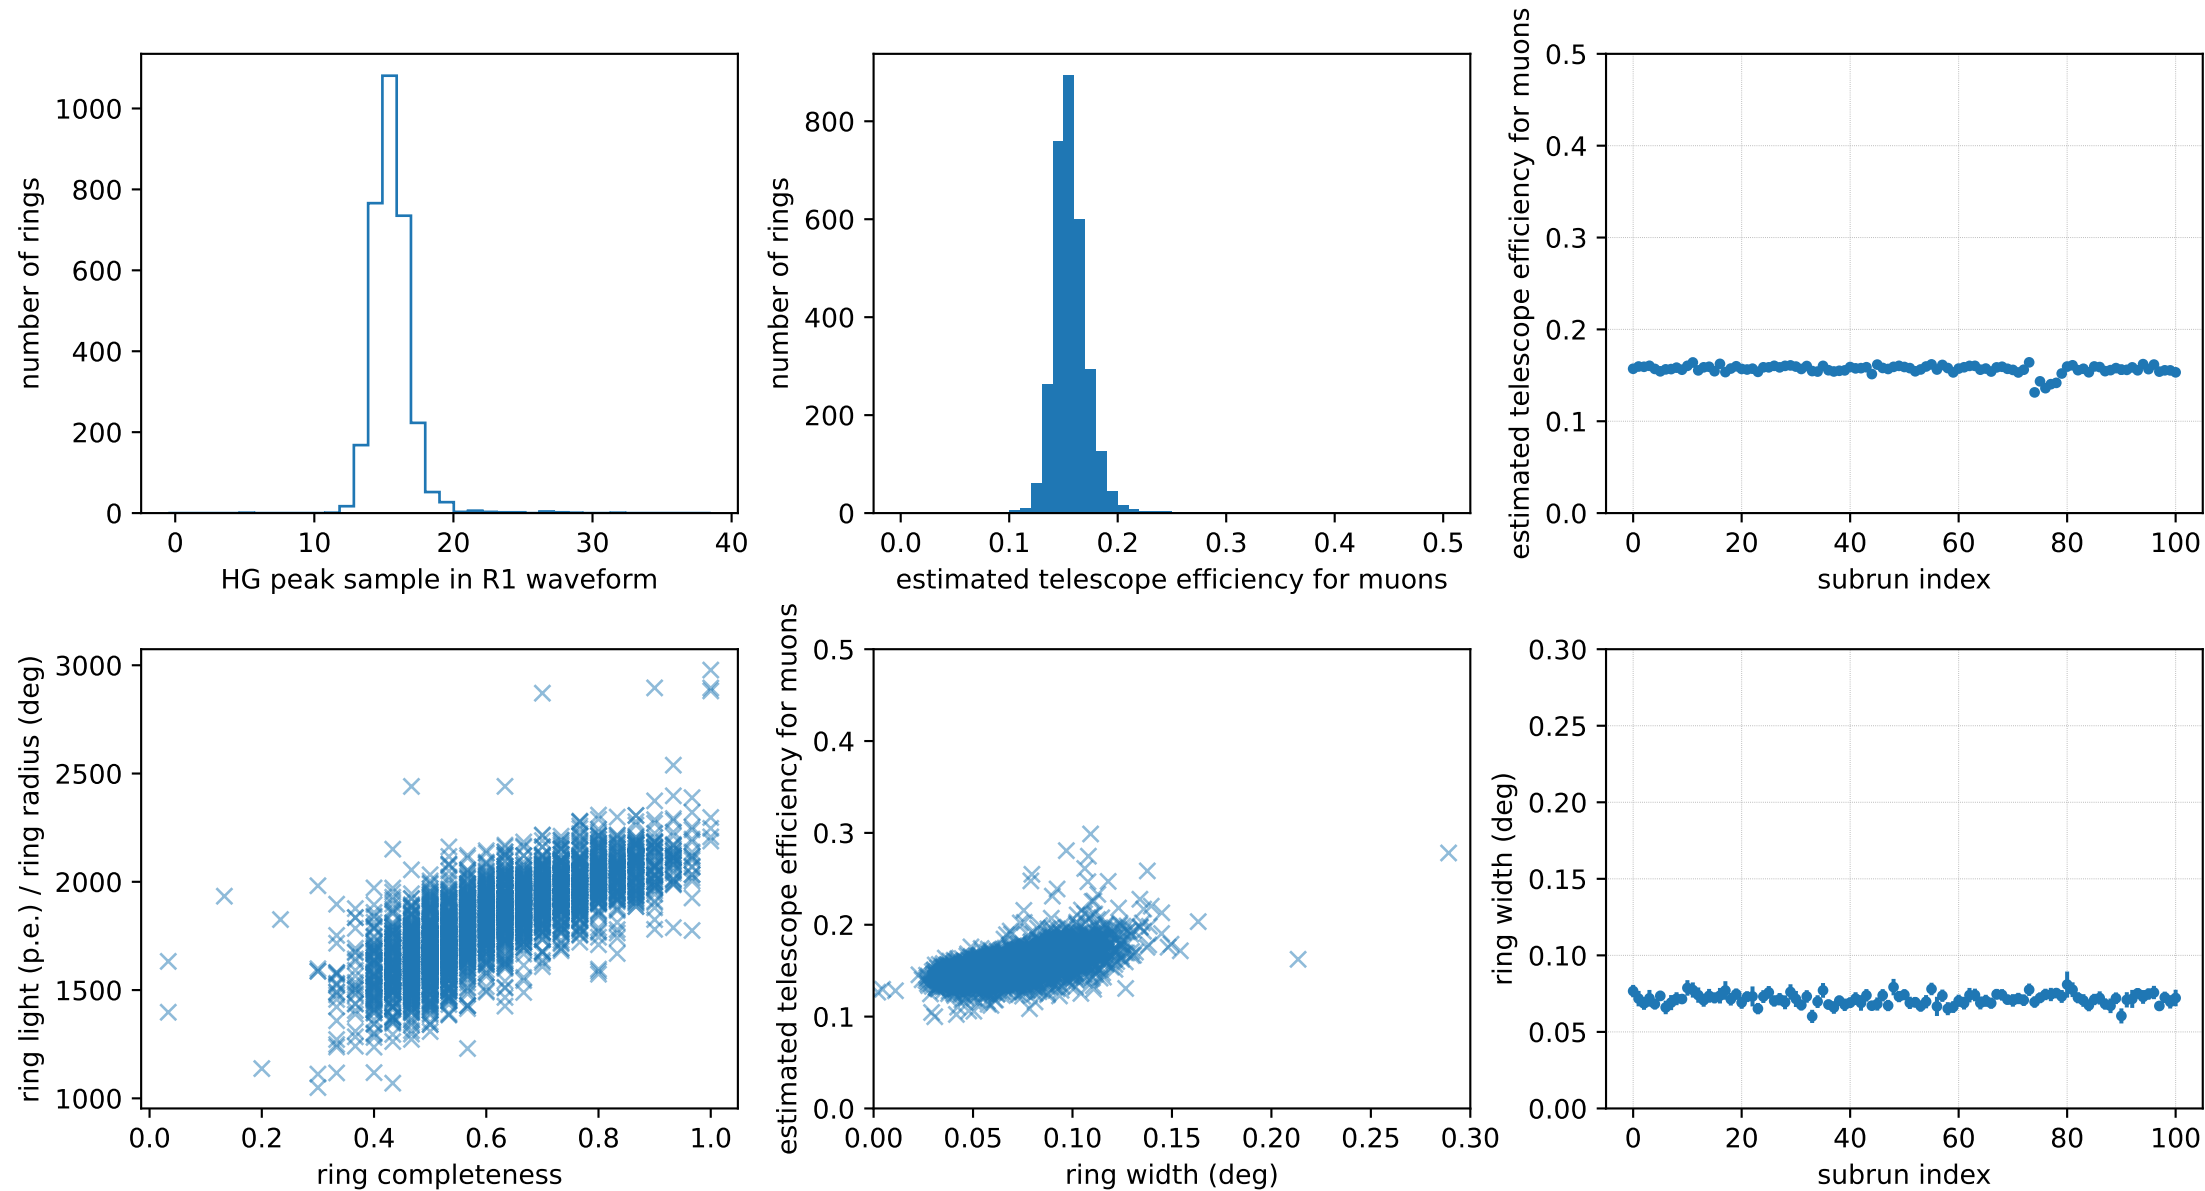 number of rings
1000
800
600
400
200
0
0 10 20 30 40
HG peak sample in R1 waveform
number of rings
800
600
400
200
0
0.0 0.1 0.2 0.3 0.4 0.5
estimated telescope efficiency for muons
estimated telescope efficiency for muons
0.5
0.4
0.3
0.2
0.1
0.0
0 20 40 60 80 100
subrun index
ring light (p.e.) / ring radius (deg)
3000
2500
2000
1500
1000
0.0 0.2 0.4 0.6 0.8 1.0
ring completeness
estimated telescope efficiency for muons
0.5
0.4
0.3
0.2
0.1
0.0
0.00 0.05 0.10 0.15 0.20 0.25 0.30
ring width (deg)
ring width (deg)
0.30
0.25
0.20
0.15
0.10
0.05
0.00
0 20 40 60 80 100
subrun index